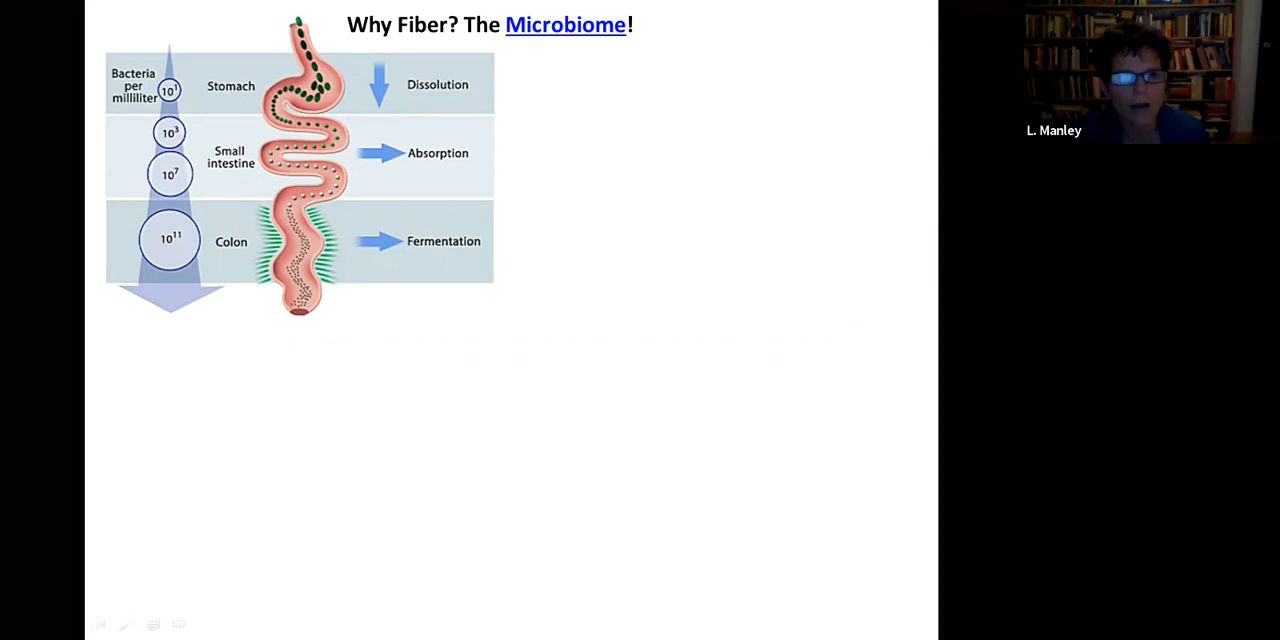 Why Fiber? The Microbiome!
Bacteria
per
milliliter
10¹
Stomach
Dissolution
10³
Small
intestine
Absorption
10⁷
10¹¹
Colon
Fermentation
L. Manley